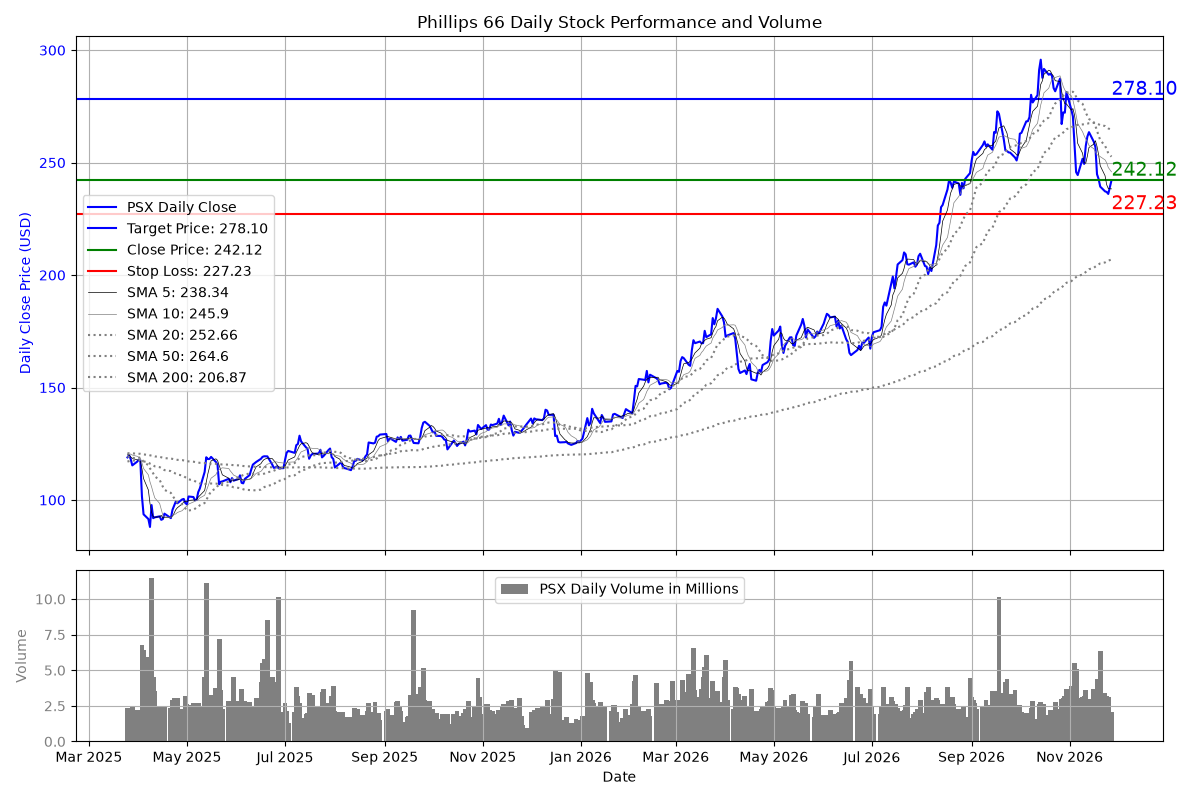 Phillips 66 Daily Stock Performance and Volume
300
250
200
150
100
Daily Close Price (USD)
278.10
242.12
227.23
PSX Daily Close
Target Price: 278.10
Close Price: 242.12
Stop Loss: 227.23
SMA 5: 238.34
SMA 10: 245.9
SMA 20: 252.66
SMA 50: 264.6
SMA 200: 206.87
PSX Daily Volume in Millions
10.0
7.5
5.0
2.5
0.0
Volume
Mar 2025
May 2025
Jul 2025
Sep 2025
Nov 2025
Jan 2026
Mar 2026
May 2026
Jul 2026
Sep 2026
Nov 2026
Date